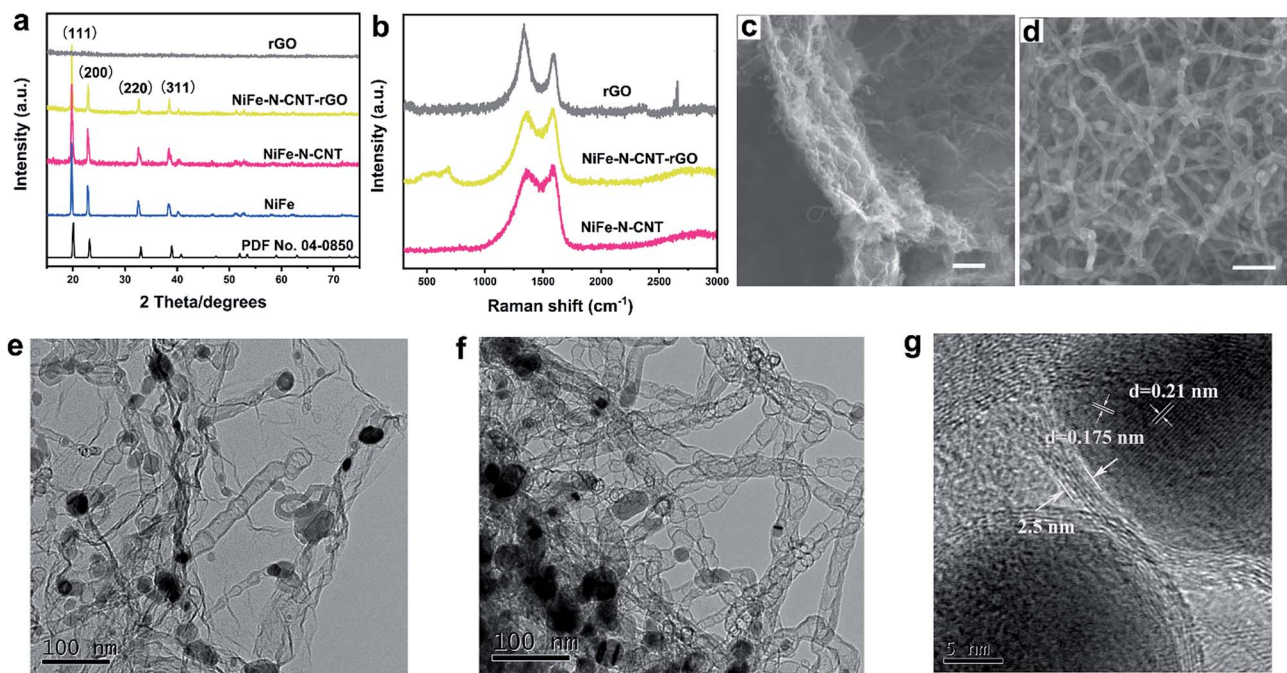 a
Intensity (a.u.)
(111)
rGO
(200)
(220)
(311)
NiFe-N-CNT-rGO
NiFe-N-CNT
NiFe
PDF No. 04-0850
20
30
40
50
60
70
2 Theta/degrees
b
Intensity (a.u.)
rGO
NiFe-N-CNT-rGO
NiFe-N-CNT
500
1000
1500
2000
2500
3000
Raman shift (cm⁻¹)
c
d
e
100 nm
f
100 nm
g
d=0.21 nm
d=0.175 nm
2.5 nm
5 nm